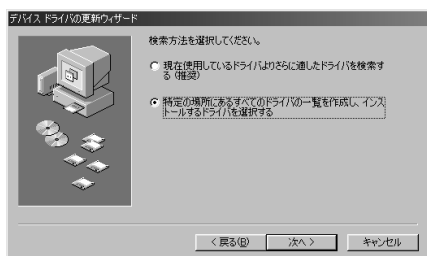 デバイス ドライバの更新ウィザード
検索方法を選択してください。
現在使用しているドライバよりさらに適したドライバを検索す
る (推奨)
特定の場所にあるすべてのドライバの一覧を作成し、インス
トールするドライバを選択する
< 戻る(B)
次へ >
キャンセル